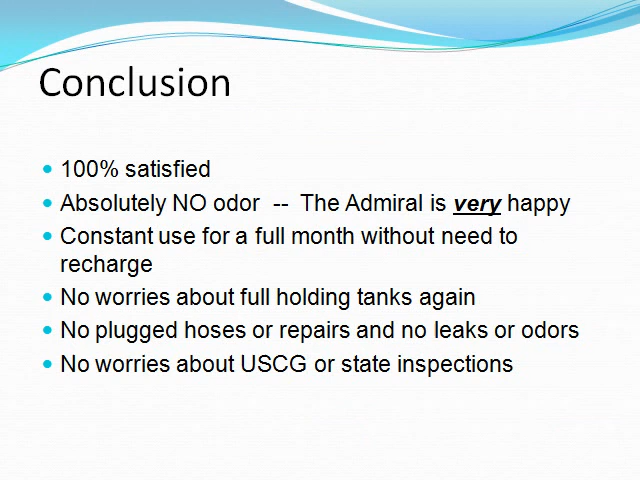 Conclusion
100% satisfied
Absolutely NO odor -- The Admiral is very happy
Constant use for a full month without need to
recharge
No worries about full holding tanks again
No plugged hoses or repairs and no leaks or odors
No worries about USCG or state inspections